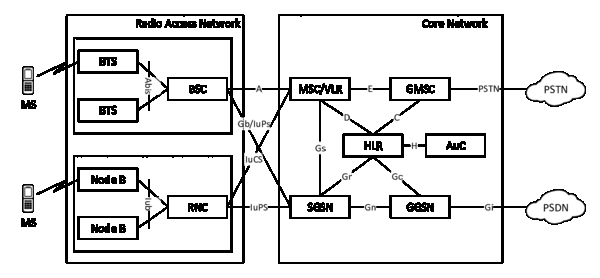 Radio Access Network
Core Network
BTS
Abis
BTS
BSC
A
MSC/VLR
E
GMSC
PSTN
PSTN
MS
Gb/IuPs
D
C
Gs
HLR
H
AuC
IuCS
Gr
Gc
Node B
Iub
Node B
RNC
IuPS
SGSN
Gn
GGSN
Gi
PSDN
MS